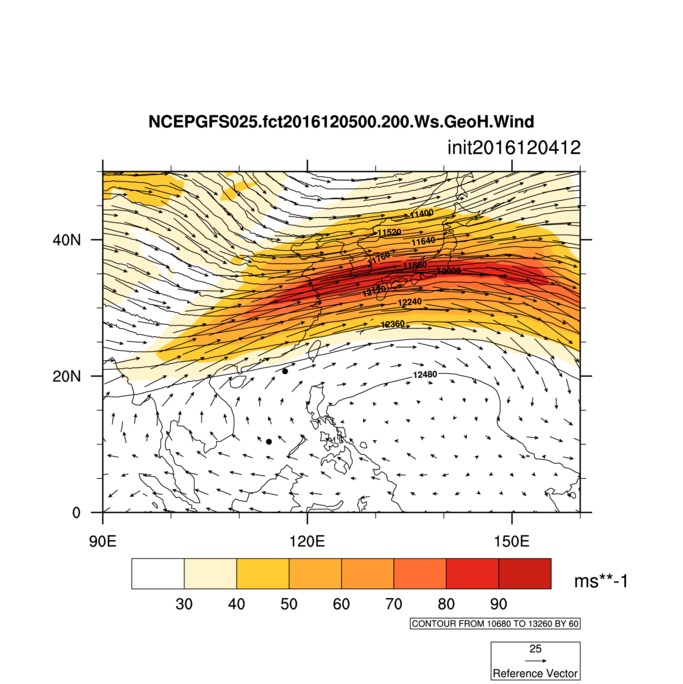 NCEPGFS025.fct2016120500.200.Ws.GeoH.Wind
init2016120412
11400
11520
11640
11760
11880
12000
12120
12240
12360
12480
40N
20N
0
90E 120E 150E
30 40 50 60 70 80 90
ms**-1
CONTOUR FROM 10680 TO 13260 BY 60
25
Reference Vector